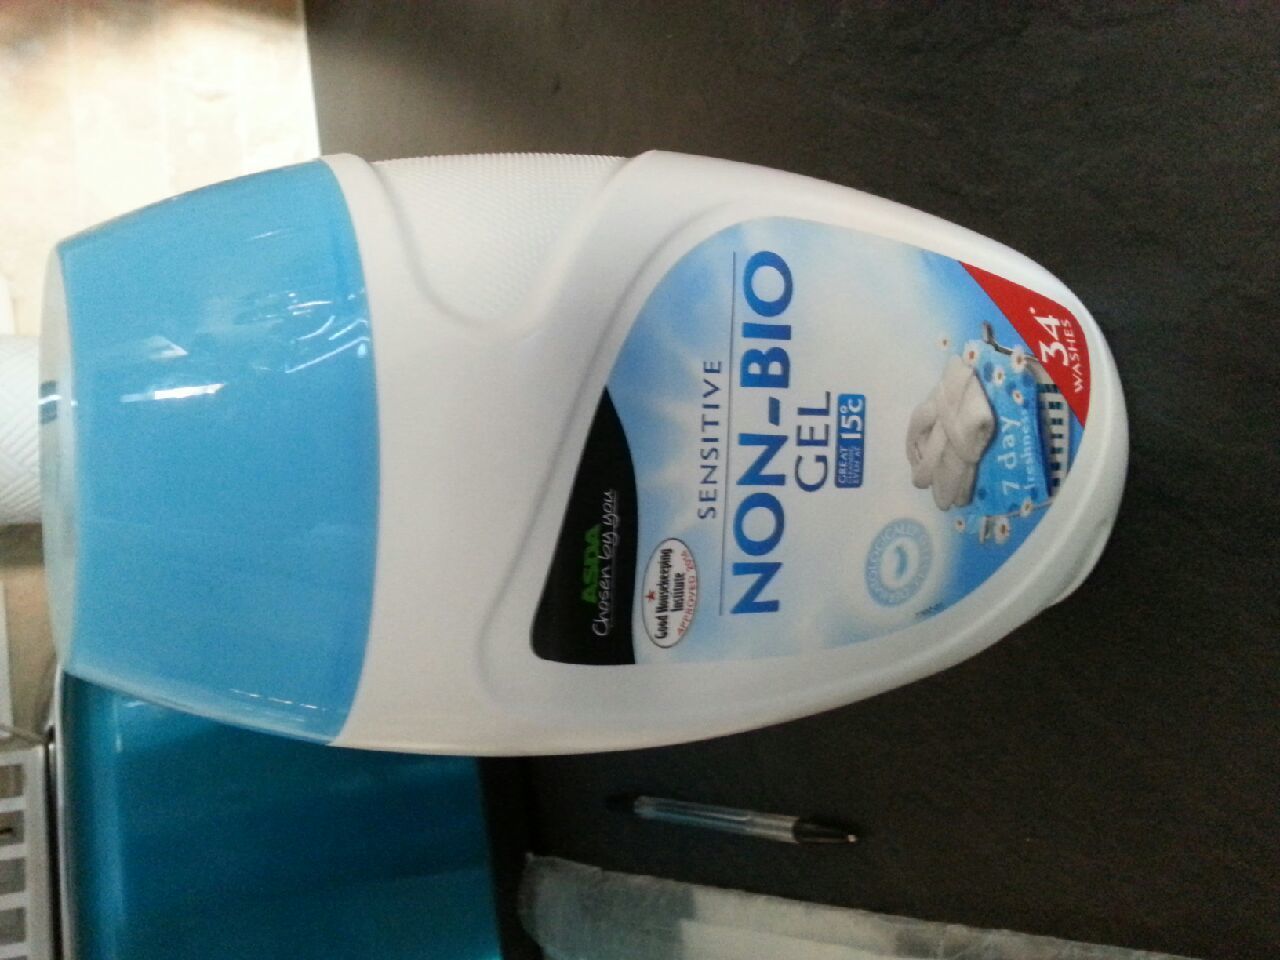 ASDA
Chosen by you
Good Housekeeping
Institute
APPROVED
SENSITIVE
NON-BIO
GEL
GREAT
CLEANING
EVEN AT
15°C
7 day
freshness
34*
WASHES